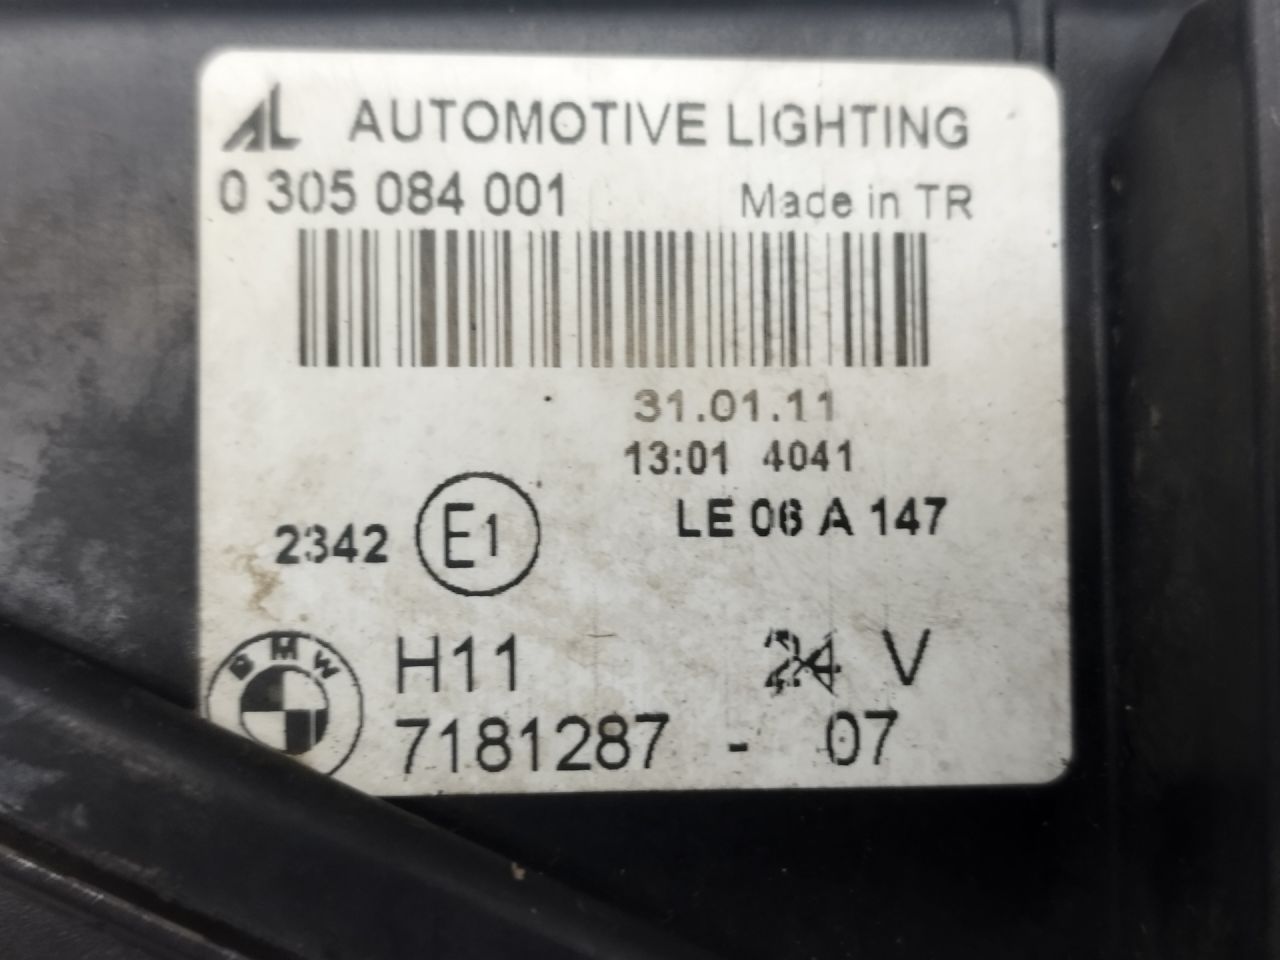 AL AUTOMOTIVE LIGHTING
0 305 084 001 Made in TR
31.01.11
13:01 4041
2342 E1 LE 06 A 147
BMW H11 V
7181287 - 07